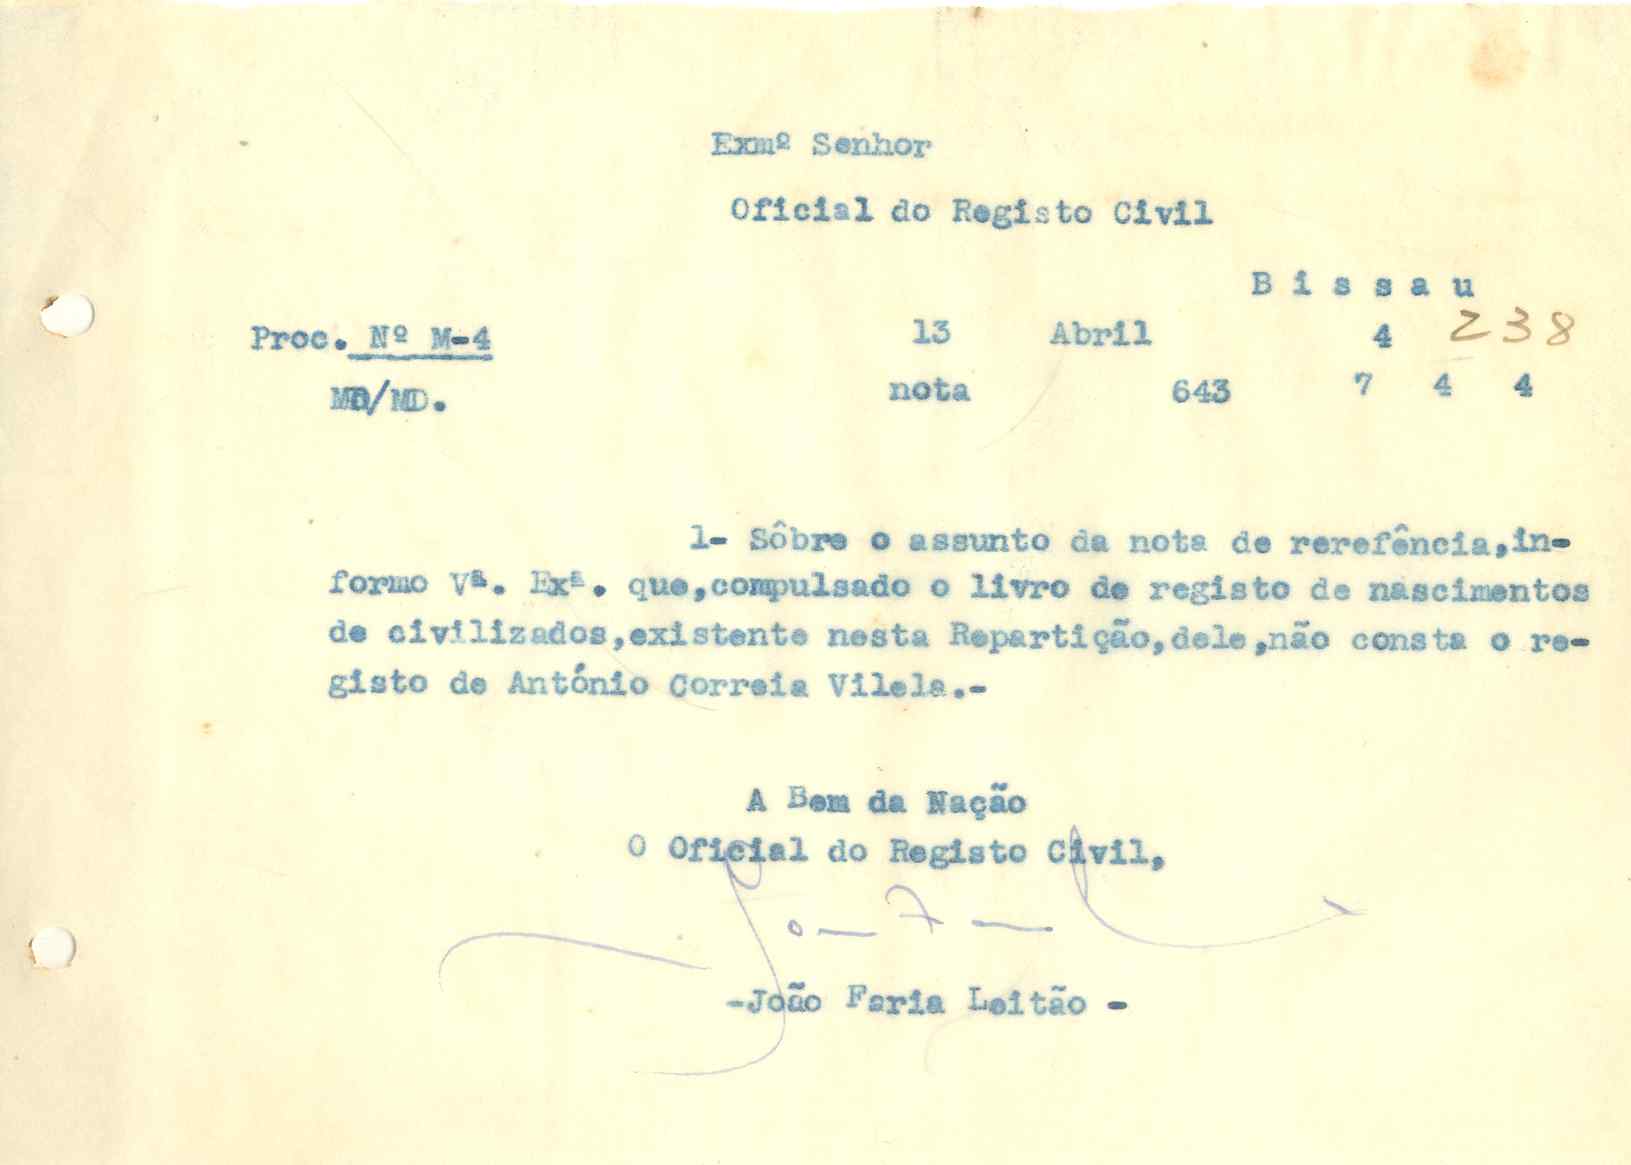 Exmº Senhor
Oficial do Registo Civil
B i s s a u
Proc. Nº M-4 13 Abril 4 238
/MD. nota 643 7 4 4
1- Sôbre o assunto da nota de rerefência,in-
formo Vª. Exª. que,compulsado o livro de registo de nascimentos
de civilizados,existente nesta Repartição,dele,não consta o re-
gisto de António Correia Vilela.-
A Bem da Nação
O Oficial do Registo Civil,
-João Faria Leitão -